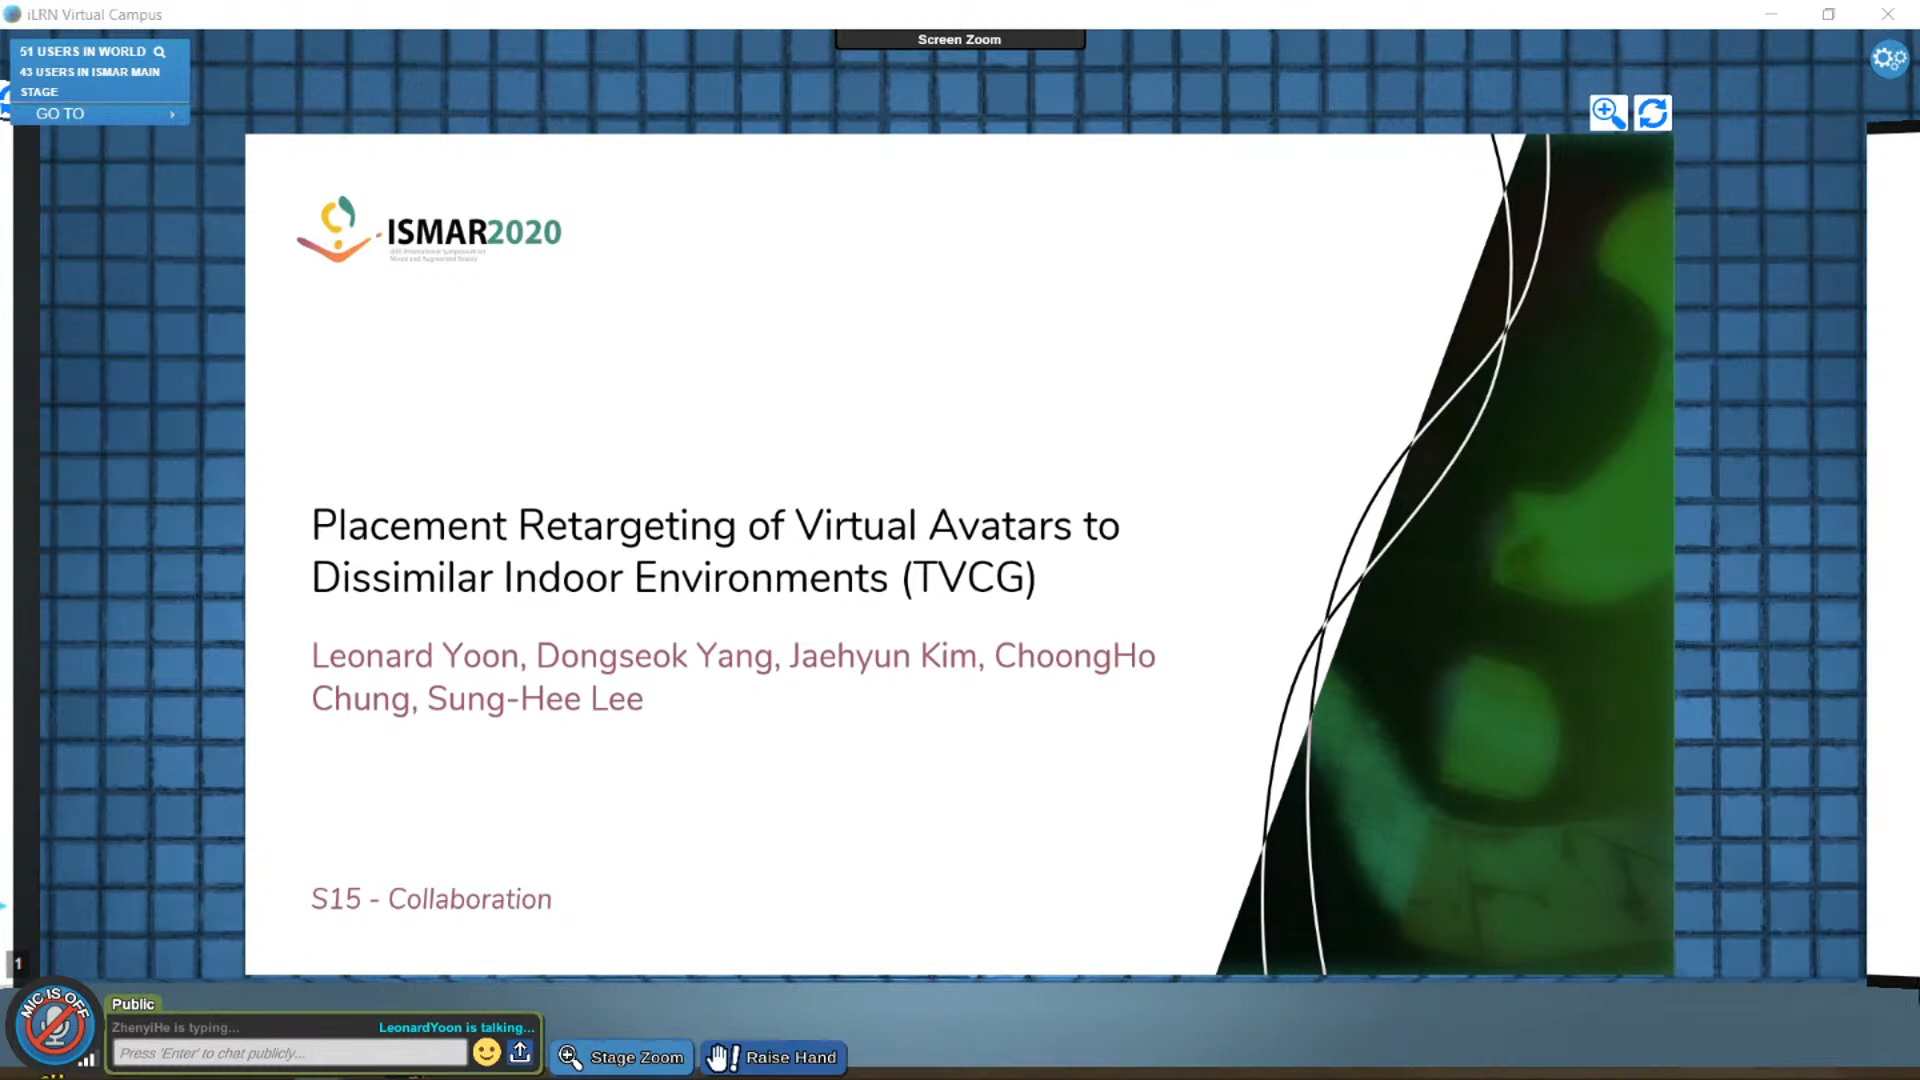 iLRN Virtual Campus
51 USERS IN WORLD
43 USERS IN ISMAR MAIN
STAGE
GO TO
Screen Zoom
ISMAR2020
Placement Retargeting of Virtual Avatars to
Dissimilar Indoor Environments (TVCG)
Leonard Yoon, Dongseok Yang, Jaehyun Kim, ChoongHo
Chung, Sung-Hee Lee
S15 - Collaboration
1
MIC IS OFF
Public
ZhenyiHe is typing...
LeonardYoon is talking...
Press 'Enter' to chat publicly...
Stage Zoom
Raise Hand